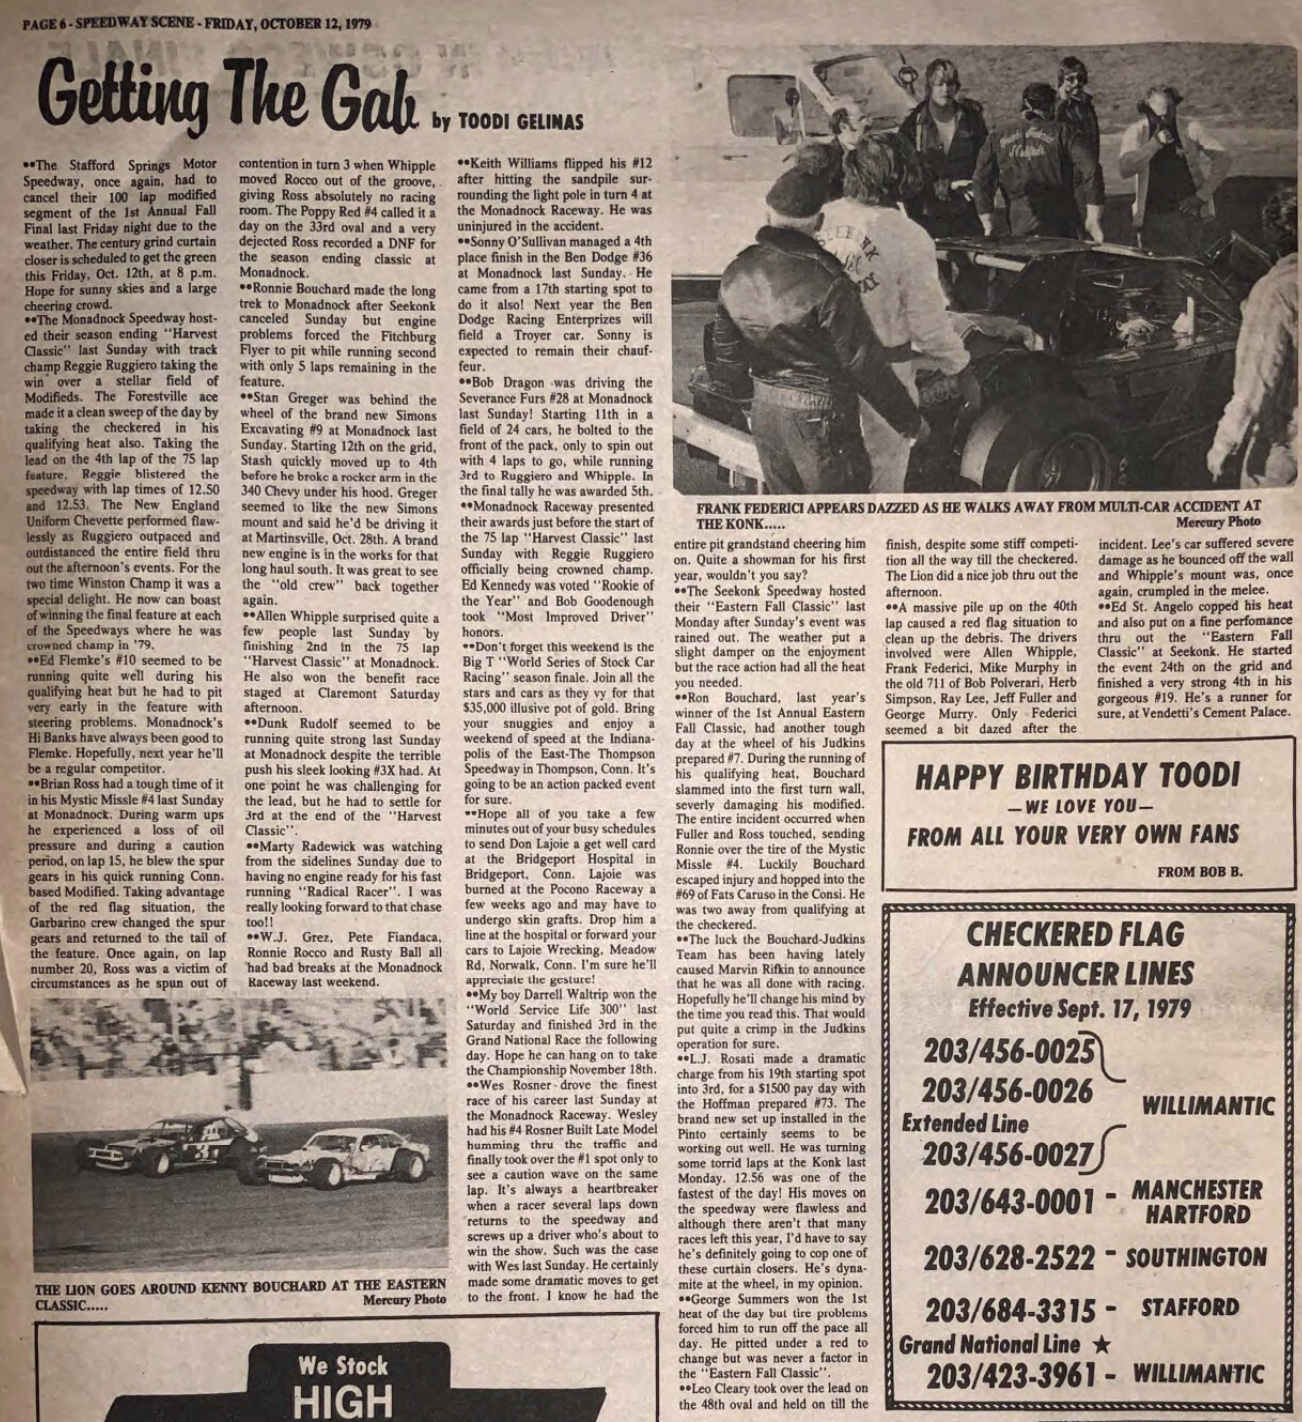 PAGE 6 - SPEEDWAY SCENE - FRIDAY, OCTOBER 12, 1979
Getting The Gab by TOODI GELINAS
••The Stafford Springs Motor
Speedway, once again, had to
cancel their 100 lap modified
segment of the 1st Annual Fall
Final last Friday night due to the
weather. The century grind curtain
closer is scheduled to get the green
this Friday, Oct. 12th, at 8 p.m.
Hope for sunny skies and a large
cheering crowd.
••The Monadnock Speedway host-
ed their season ending "Harvest
Classic" last Sunday with track
champ Reggie Ruggiero taking the
win over a stellar field of
Modifieds. The Forestville ace
made it a clean sweep of the day by
taking the checkered in his
qualifying heat also. Taking the
lead on the 4th lap of the 75 lap
feature, Reggie blistered the
speedway with lap times of 12.50
and 12.53. The New England
Uniform Chevette performed flaw-
lessly as Ruggiero outpaced and
outdistanced the entire field thru
out the afternoon's events. For the
two time Winston Champ it was a
special delight. He now can boast
of winning the final feature at each
of the Speedways where he was
crowned champ in '79.
••Ed Flemke's #10 seemed to be
running quite well during his
qualifying heat but he had to pit
very early in the feature with
steering problems. Monadnock's
Hi Banks have always been good to
Flemke. Hopefully, next year he'll
be a regular competitor.
••Brian Ross had a tough time of it
in his Mystic Missle #4 last Sunday
at Monadnock. During warm ups
he experienced a loss of oil
pressure and during a caution
period, on lap 15, he blew the spur
gears in his quick running Conn.
based Modified. Taking advantage
of the red flag situation, the
Garbarino crew changed the spur
gears and returned to the tail of
the feature. Once again, on lap
number 20, Ross was a victim of
circumstances as he spun out of
contention in turn 3 when Whipple
moved Rocco out of the groove,
giving Ross absolutely no racing
room. The Poppy Red #4 called it a
day on the 33rd oval and a very
dejected Ross recorded a DNF for
the season ending classic at
Monadnock.
••Ronnie Bouchard made the long
trek to Monadnock after Seekonk
canceled Sunday but engine
problems forced the Fitchburg
Flyer to pit while running second
with only 5 laps remaining in the
feature.
••Stan Greger was behind the
wheel of the brand new Simons
Excavating #9 at Monadnock last
Sunday. Starting 12th on the grid,
Stash quickly moved up to 4th
before he broke a rocker arm in the
340 Chevy under his hood. Greger
seemed to like the new Simons
mount and said he'd be driving it
at Martinsville, Oct. 28th. A brand
new engine is in the works for that
long haul south. It was great to see
the "old crew" back together
again.
••Allen Whipple surprised quite a
few people last Sunday by
finishing 2nd in the 75 lap
"Harvest Classic" at Monadnock.
He also won the benefit race
staged at Claremont Saturday
afternoon.
••Dunk Rudolf seemed to be
running quite strong last Sunday
at Monadnock despite the terrible
push his sleek looking #3X had. At
one point he was challenging for
the lead, but he had to settle for
3rd at the end of the "Harvest
Classic".
••Marty Radewick was watching
from the sidelines Sunday due to
having no engine ready for his fast
running "Radical Racer". I was
really looking forward to that chase
too!!
••W.J. Grez, Pete Fiandaca,
Ronnie Rocco and Rusty Ball all
had bad breaks at the Monadnock
Raceway last weekend.
3
THE LION GOES AROUND KENNY BOUCHARD AT THE EASTERN
CLASSIC..... Mercury Photo
We Stock
HIGH
••Keith Williams flipped his #12
after hitting the sandpile sur-
rounding the light pole in turn 4 at
the Monadnock Raceway. He was
uninjured in the accident.
••Sonny O'Sullivan managed a 4th
place finish in the Ben Dodge #36
at Monadnock last Sunday. He
came from a 17th starting spot to
do it also! Next year the Ben
Dodge Racing Enterprizes will
field a Troyer car. Sonny is
expected to remain their chauf-
feur.
••Bob Dragon was driving the
Severance Furs #28 at Monadnock
last Sunday! Starting 11th in a
field of 24 cars, he bolted to the
front of the pack, only to spin out
with 4 laps to go, while running
3rd to Ruggiero and Whipple. In
the final tally he was awarded 5th.
••Monadnock Raceway presented
their awards just before the start of
the 75 lap "Harvest Classic" last
Sunday with Reggie Ruggiero
officially being crowned champ.
Ed Kennedy was voted "Rookie of
the Year" and Bob Goodenough
took "Most Improved Driver"
honors.
••Don't forget this weekend is the
Big T "World Series of Stock Car
Racing" season finale. Join all the
stars and cars as they vy for that
$35,000 illusive pot of gold. Bring
your snuggies and enjoy a
weekend of speed at the Indiana-
polis of the East-The Thompson
Speedway in Thompson, Conn. It's
going to be an action packed event
for sure.
••Hope all of you take a few
minutes out of your busy schedules
to send Don Lajoie a get well card
at the Bridgeport Hospital in
Bridgeport, Conn. Lajoie was
burned at the Pocono Raceway a
few weeks ago and may have to
undergo skin grafts. Drop him a
line at the hospital or forward your
cars to Lajoie Wrecking, Meadow
Rd, Norwalk, Conn. I'm sure he'll
appreciate the gesture!
••My boy Darrell Waltrip won the
"World Service Life 300" last
Saturday and finished 3rd in the
Grand National Race the following
day. Hope he can hang on to take
the Championship November 18th.
••Wes Rosner drove the finest
race of his career last Sunday at
the Monadnock Raceway. Wesley
had his #4 Rosner Built Late Model
humming thru the traffic and
finally took over the #1 spot only to
see a caution wave on the same
lap. It's always a heartbreaker
when a racer several laps down
returns to the speedway and
screws up a driver who's about to
win the show. Such was the case
with Wes last Sunday. He certainly
made some dramatic moves to get
to the front. I know he had the
FRANK FEDERICI APPEARS DAZZED AS HE WALKS AWAY FROM MULTI-CAR ACCIDENT AT
THE KONK..... Mercury Photo
entire pit grandstand cheering him
on. Quite a showman for his first
year, wouldn't you say?
••The Seekonk Speedway hosted
their "Eastern Fall Classic" last
Monday after Sunday's event was
rained out. The weather put a
slight damper on the enjoyment
but the race action had all the heat
you needed.
••Ron Bouchard, last year's
winner of the 1st Annual Eastern
Fall Classic, had another tough
day at the wheel of his Judkins
prepared #7. During the running of
his qualifying heat, Bouchard
slammed into the first turn wall,
severly damaging his modified.
The entire incident occurred when
Fuller and Ross touched, sending
Ronnie over the tire of the Mystic
Missle #4. Luckily Bouchard
escaped injury and hopped into the
#69 of Fats Caruso in the Consi. He
was two away from qualifying at
the checkered.
••The luck the Bouchard-Judkins
Team has been having lately
caused Marvin Rifkin to announce
that he was all done with racing.
Hopefully he'll change his mind by
the time you read this. That would
put quite a crimp in the Judkins
operation for sure.
••L.J. Rosati made a dramatic
charge from his 19th starting spot
into 3rd, for a $1500 pay day with
the Hoffman prepared #73. The
brand new set up installed in the
Pinto certainly seems to be
working out well. He was turning
some torrid laps at the Konk last
Monday. 12.56 was one of the
fastest of the day! His moves on
the speedway were flawless and
although there aren't that many
races left this year, I'd have to say
he's definitely going to cop one of
these curtain closers. He's dyna-
mite at the wheel, in my opinion.
••George Summers won the 1st
heat of the day but tire problems
forced him to run off the pace all
day. He pitted under a red to
change but was never a factor in
the "Eastern Fall Classic".
••Leo Cleary took over the lead on
the 48th oval and held on till the
finish, despite some stiff competi-
tion all the way till the checkered.
The Lion did a nice job thru out the
afternoon.
••A massive pile up on the 40th
lap caused a red flag situation to
clean up the debris. The drivers
involved were Allen Whipple,
Frank Federici, Mike Murphy in
the old 711 of Bob Polverari, Herb
Simpson, Ray Lee, Jeff Fuller and
George Murry. Only Federici
seemed a bit dazed after the
incident. Lee's car suffered severe
damage as he bounced off the wall
and Whipple's mount was, once
again, crumpled in the melee.
••Ed St. Angelo copped his heat
and also put on a fine perfomance
thru out the "Eastern Fall
Classic" at Seekonk. He started
the event 24th on the grid and
finished a very strong 4th in his
gorgeous #19. He's a runner for
sure, at Vendetti's Cement Palace.
HAPPY BIRTHDAY TOODI
—WE LOVE YOU—
FROM ALL YOUR VERY OWN FANS
FROM BOB B.
CHECKERED FLAG
ANNOUNCER LINES
Effective Sept. 17, 1979
203/456-0025
203/456-0026
Extended Line
203/456-0027
WILLIMANTIC
203/643-0001 - MANCHESTER
HARTFORD
203/628-2522 - SOUTHINGTON
203/684-3315 - STAFFORD
Grand National Line ★
203/423-3961 - WILLIMANTIC